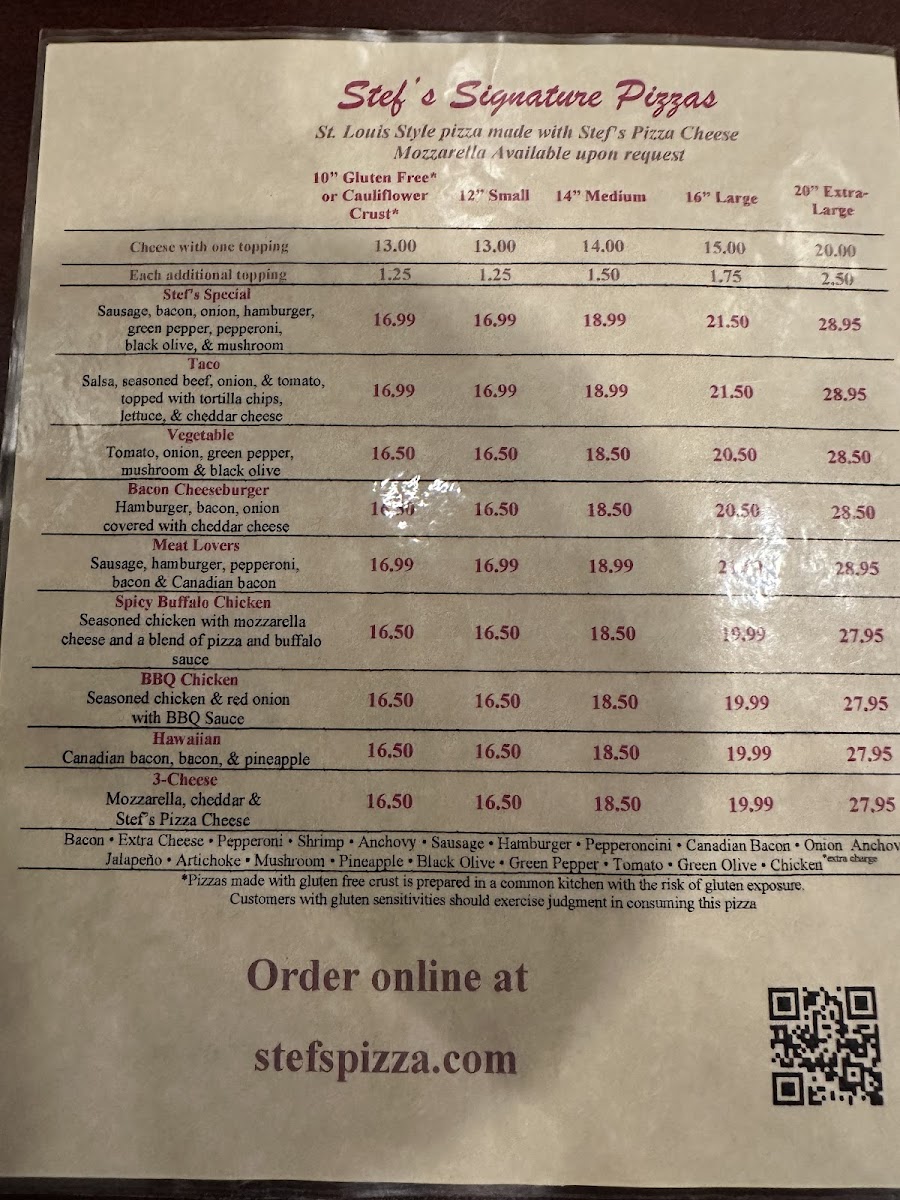 Stef's Signature Pizzas
St. Louis Style pizza made with Stef's Pizza Cheese
Mozzarella Available upon request
10" Gluten Free*
or Cauliflower
Crust*
12" Small
14" Medium
16" Large
20" Extra-
Large
Cheese with one topping 13.00 13.00 14.00 15.00 20.00
Each additional topping 1.25 1.25 1.50 1.75 2.50
Stef's Special
Sausage, bacon, onion, hamburger,
green pepper, pepperoni,
black olive, & mushroom
16.99 16.99 18.99 21.50 28.95
Taco
Salsa, seasoned beef, onion, & tomato,
topped with tortilla chips,
lettuce, & cheddar cheese
16.99 16.99 18.99 21.50 28.95
Vegetable
Tomato, onion, green pepper,
mushroom & black olive
16.50 16.50 18.50 20.50 28.50
Bacon Cheeseburger
Hamburger, bacon, onion
covered with cheddar cheese
16.50 18.50 20.50 28.50
Meat Lovers
Sausage, hamburger, pepperoni,
bacon & Canadian bacon
16.99 16.99 18.99 28.95
Spicy Buffalo Chicken
Seasoned chicken with mozzarella
cheese and a blend of pizza and buffalo
sauce
16.50 16.50 18.50 19.99 27.95
BBQ Chicken
Seasoned chicken & red onion
with BBQ Sauce
16.50 16.50 18.50 19.99 27.95
Hawaiian
Canadian bacon, bacon, & pineapple
16.50 16.50 18.50 19.99 27.95
3-Cheese
Mozzarella, cheddar &
Stef's Pizza Cheese
16.50 16.50 18.50 19.99 27.95
Bacon • Extra Cheese • Pepperoni • Shrimp • Anchovy • Sausage • Hamburger • Pepperoncini • Canadian Bacon • Onion Anchov
Jalapeño • Artichoke • Mushroom • Pineapple • Black Olive • Green Pepper • Tomato • Green Olive • Chicken *extra charge
*Pizzas made with gluten free crust is prepared in a common kitchen with the risk of gluten exposure.
Customers with gluten sensitivities should exercise judgment in consuming this pizza
Order online at
stefspizza.com